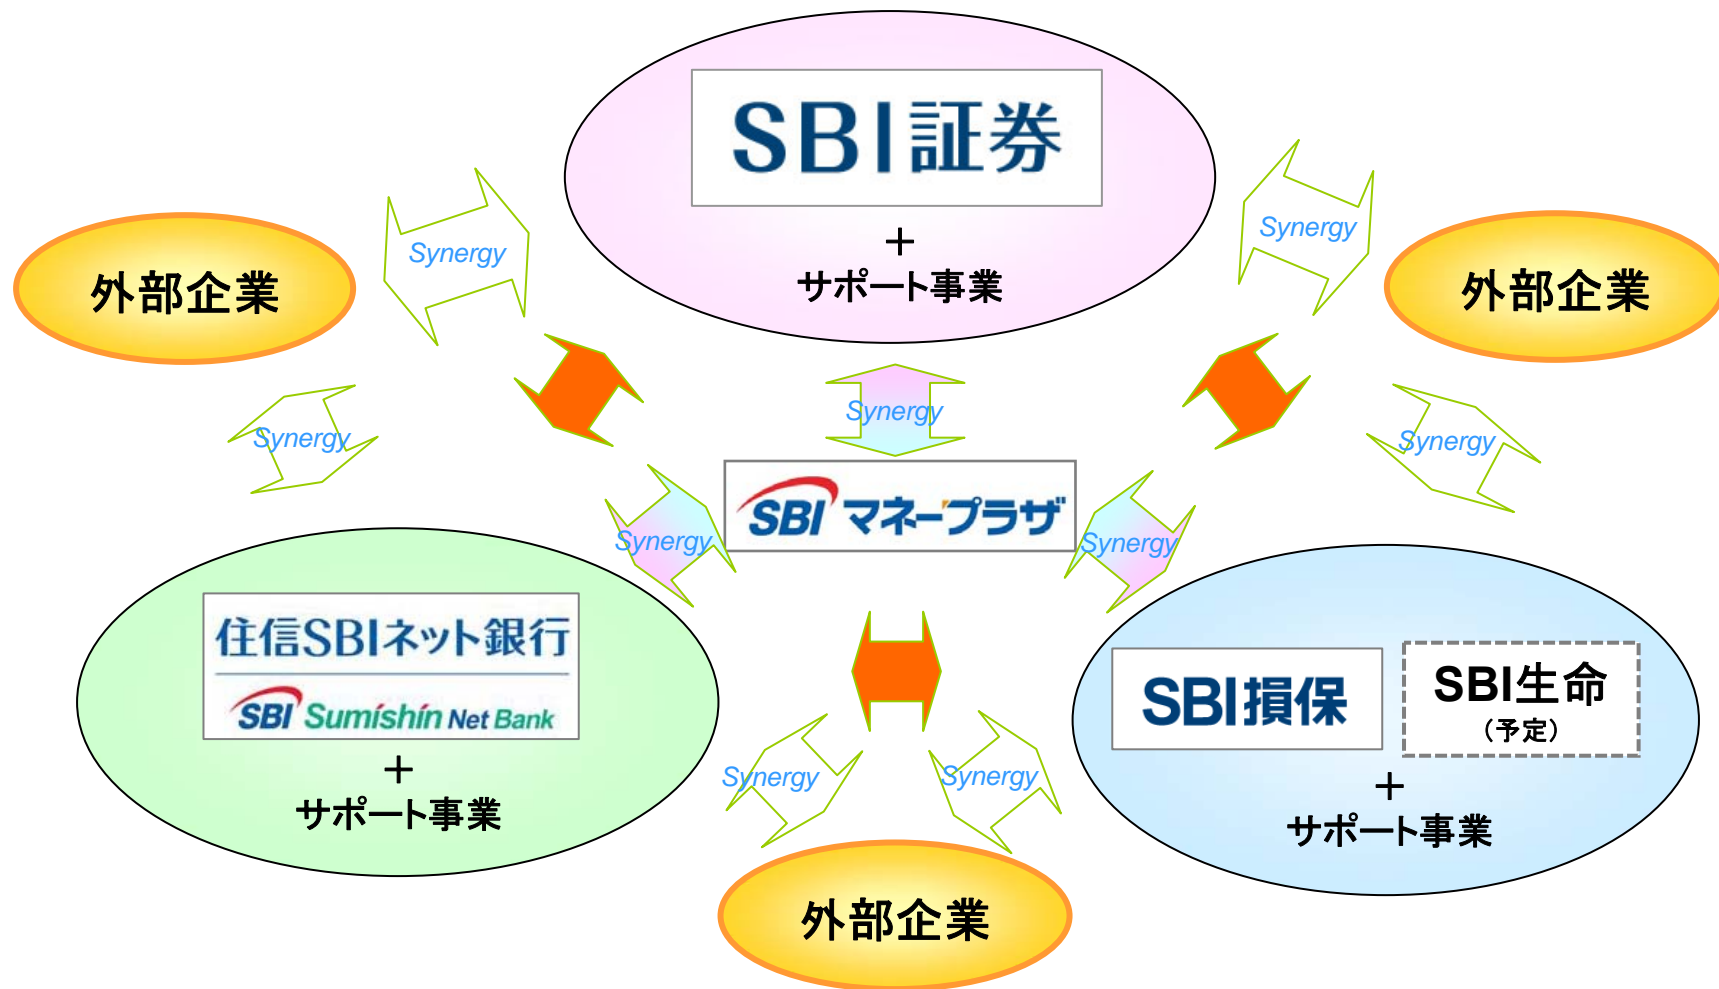 SBI証券
+
サポート事業
Synergy
Synergy
外部企業
外部企業
Synergy
Synergy
Synergy
SBI マネープラザ
Synergy
Synergy
住信SBIネット銀行
SBI Sumishin Net Bank
+
サポート事業
SBI損保
SBI生命
(予定)
+
サポート事業
Synergy
Synergy
外部企業